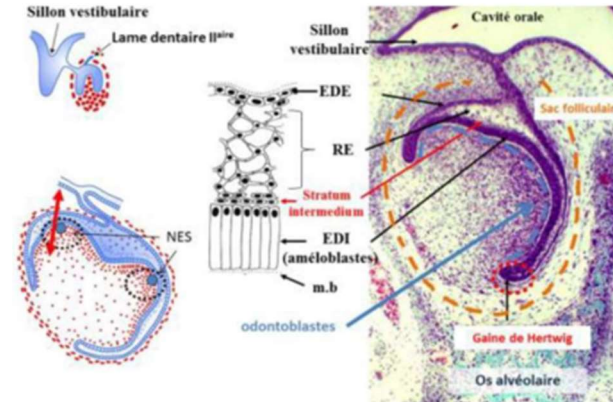 Sillon vestibulaire
Lame dentaire IIaire
Sillon
vestibulaire
Cavité orale
EDE
Sac folliculair
RE
Stratum
intermedium
NES
EDI
(améloblastes)
m.b
odontoblastes
Gaine de Hertwig
Os alvéolaire